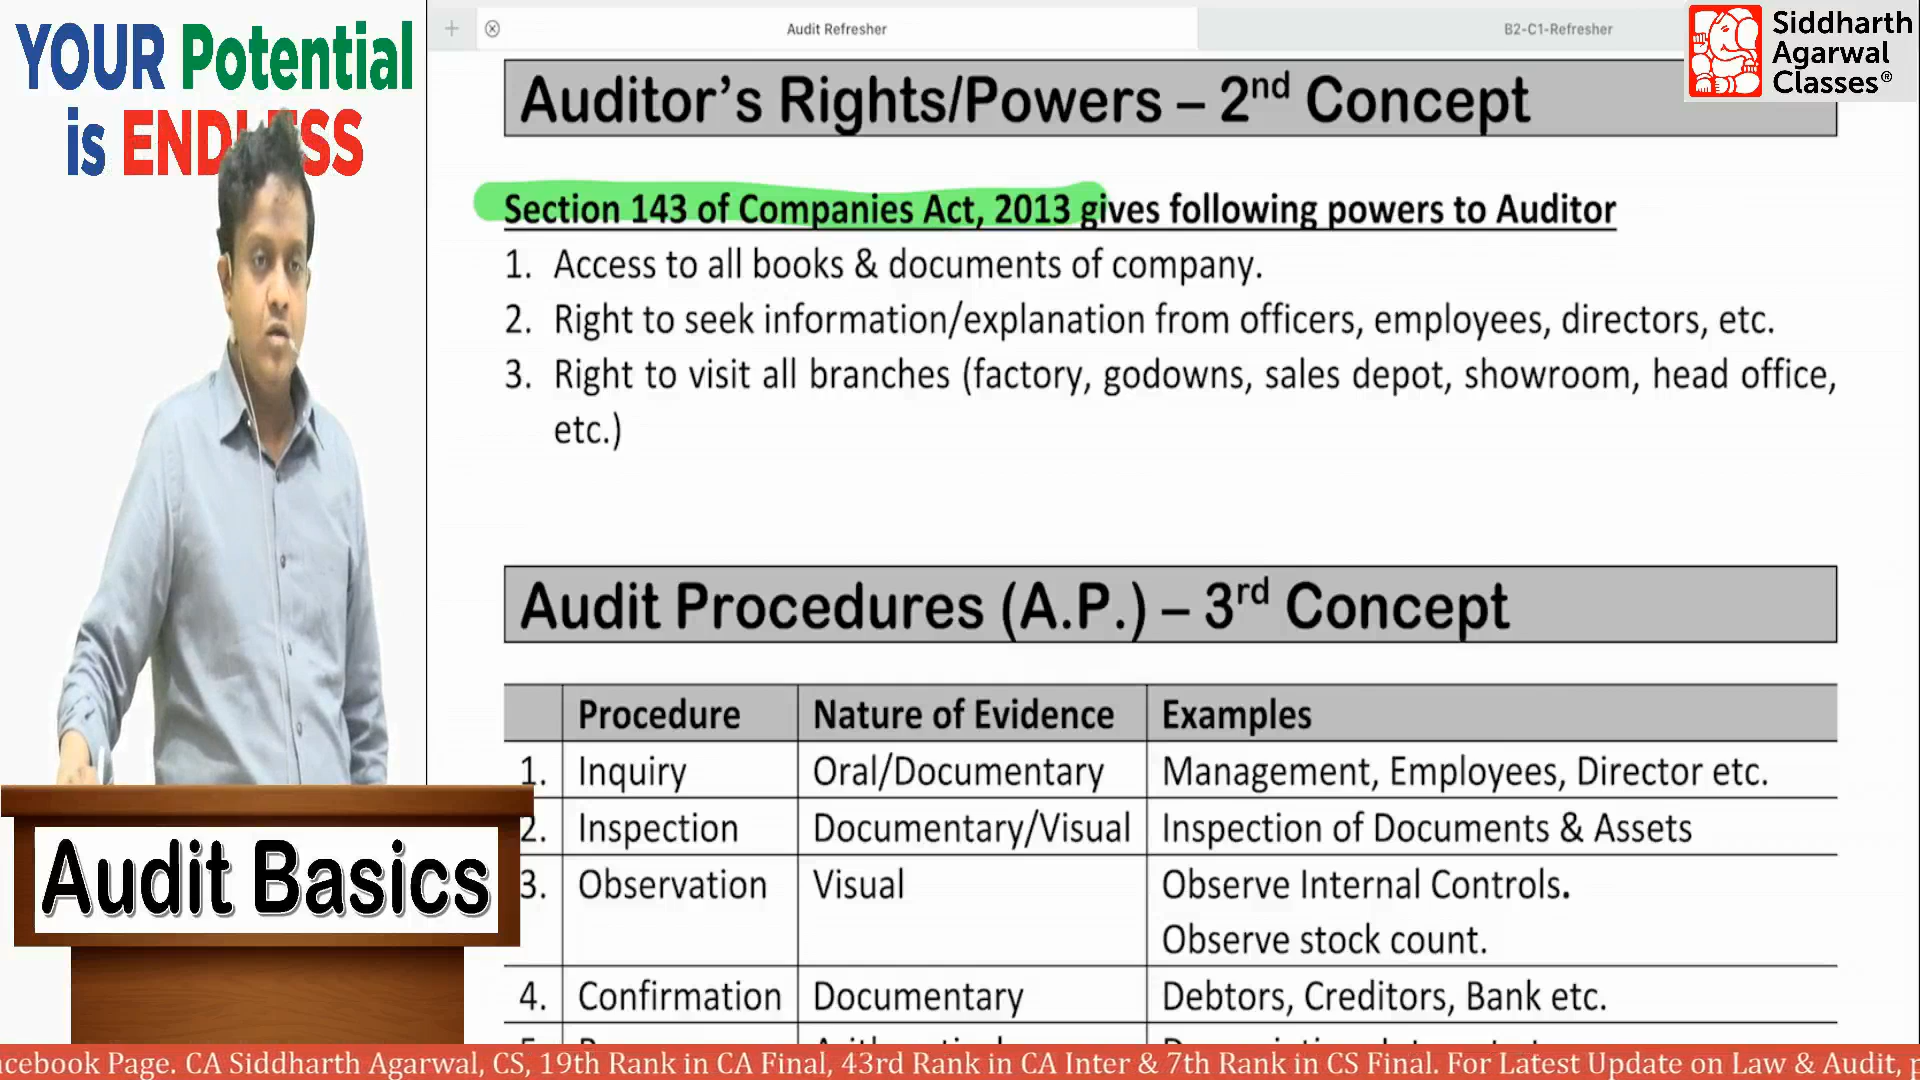 YOUR Potential
is ENDLESS
Audit Refresher
B2-C1-Refresher
Siddharth
Agarwal
Classes®
Auditor's Rights/Powers – 2nd Concept
Section 143 of Companies Act, 2013 gives following powers to Auditor
1. Access to all books & documents of company.
2. Right to seek information/explanation from officers, employees, directors, etc.
3. Right to visit all branches (factory, godowns, sales depot, showroom, head office,
etc.)
Audit Procedures (A.P.) – 3rd Concept
Procedure Nature of Evidence Examples
1. Inquiry Oral/Documentary Management, Employees, Director etc.
2. Inspection Documentary/Visual Inspection of Documents & Assets
3. Observation Visual Observe Internal Controls.
Observe stock count.
4. Confirmation Documentary Debtors, Creditors, Bank etc.
Audit Basics
Page. CA Siddharth Agarwal, CS, 19th Rank in CA Final, 43rd Rank in CA Inter & 7th Rank in CS Final. For Latest Update on Law & Audit,